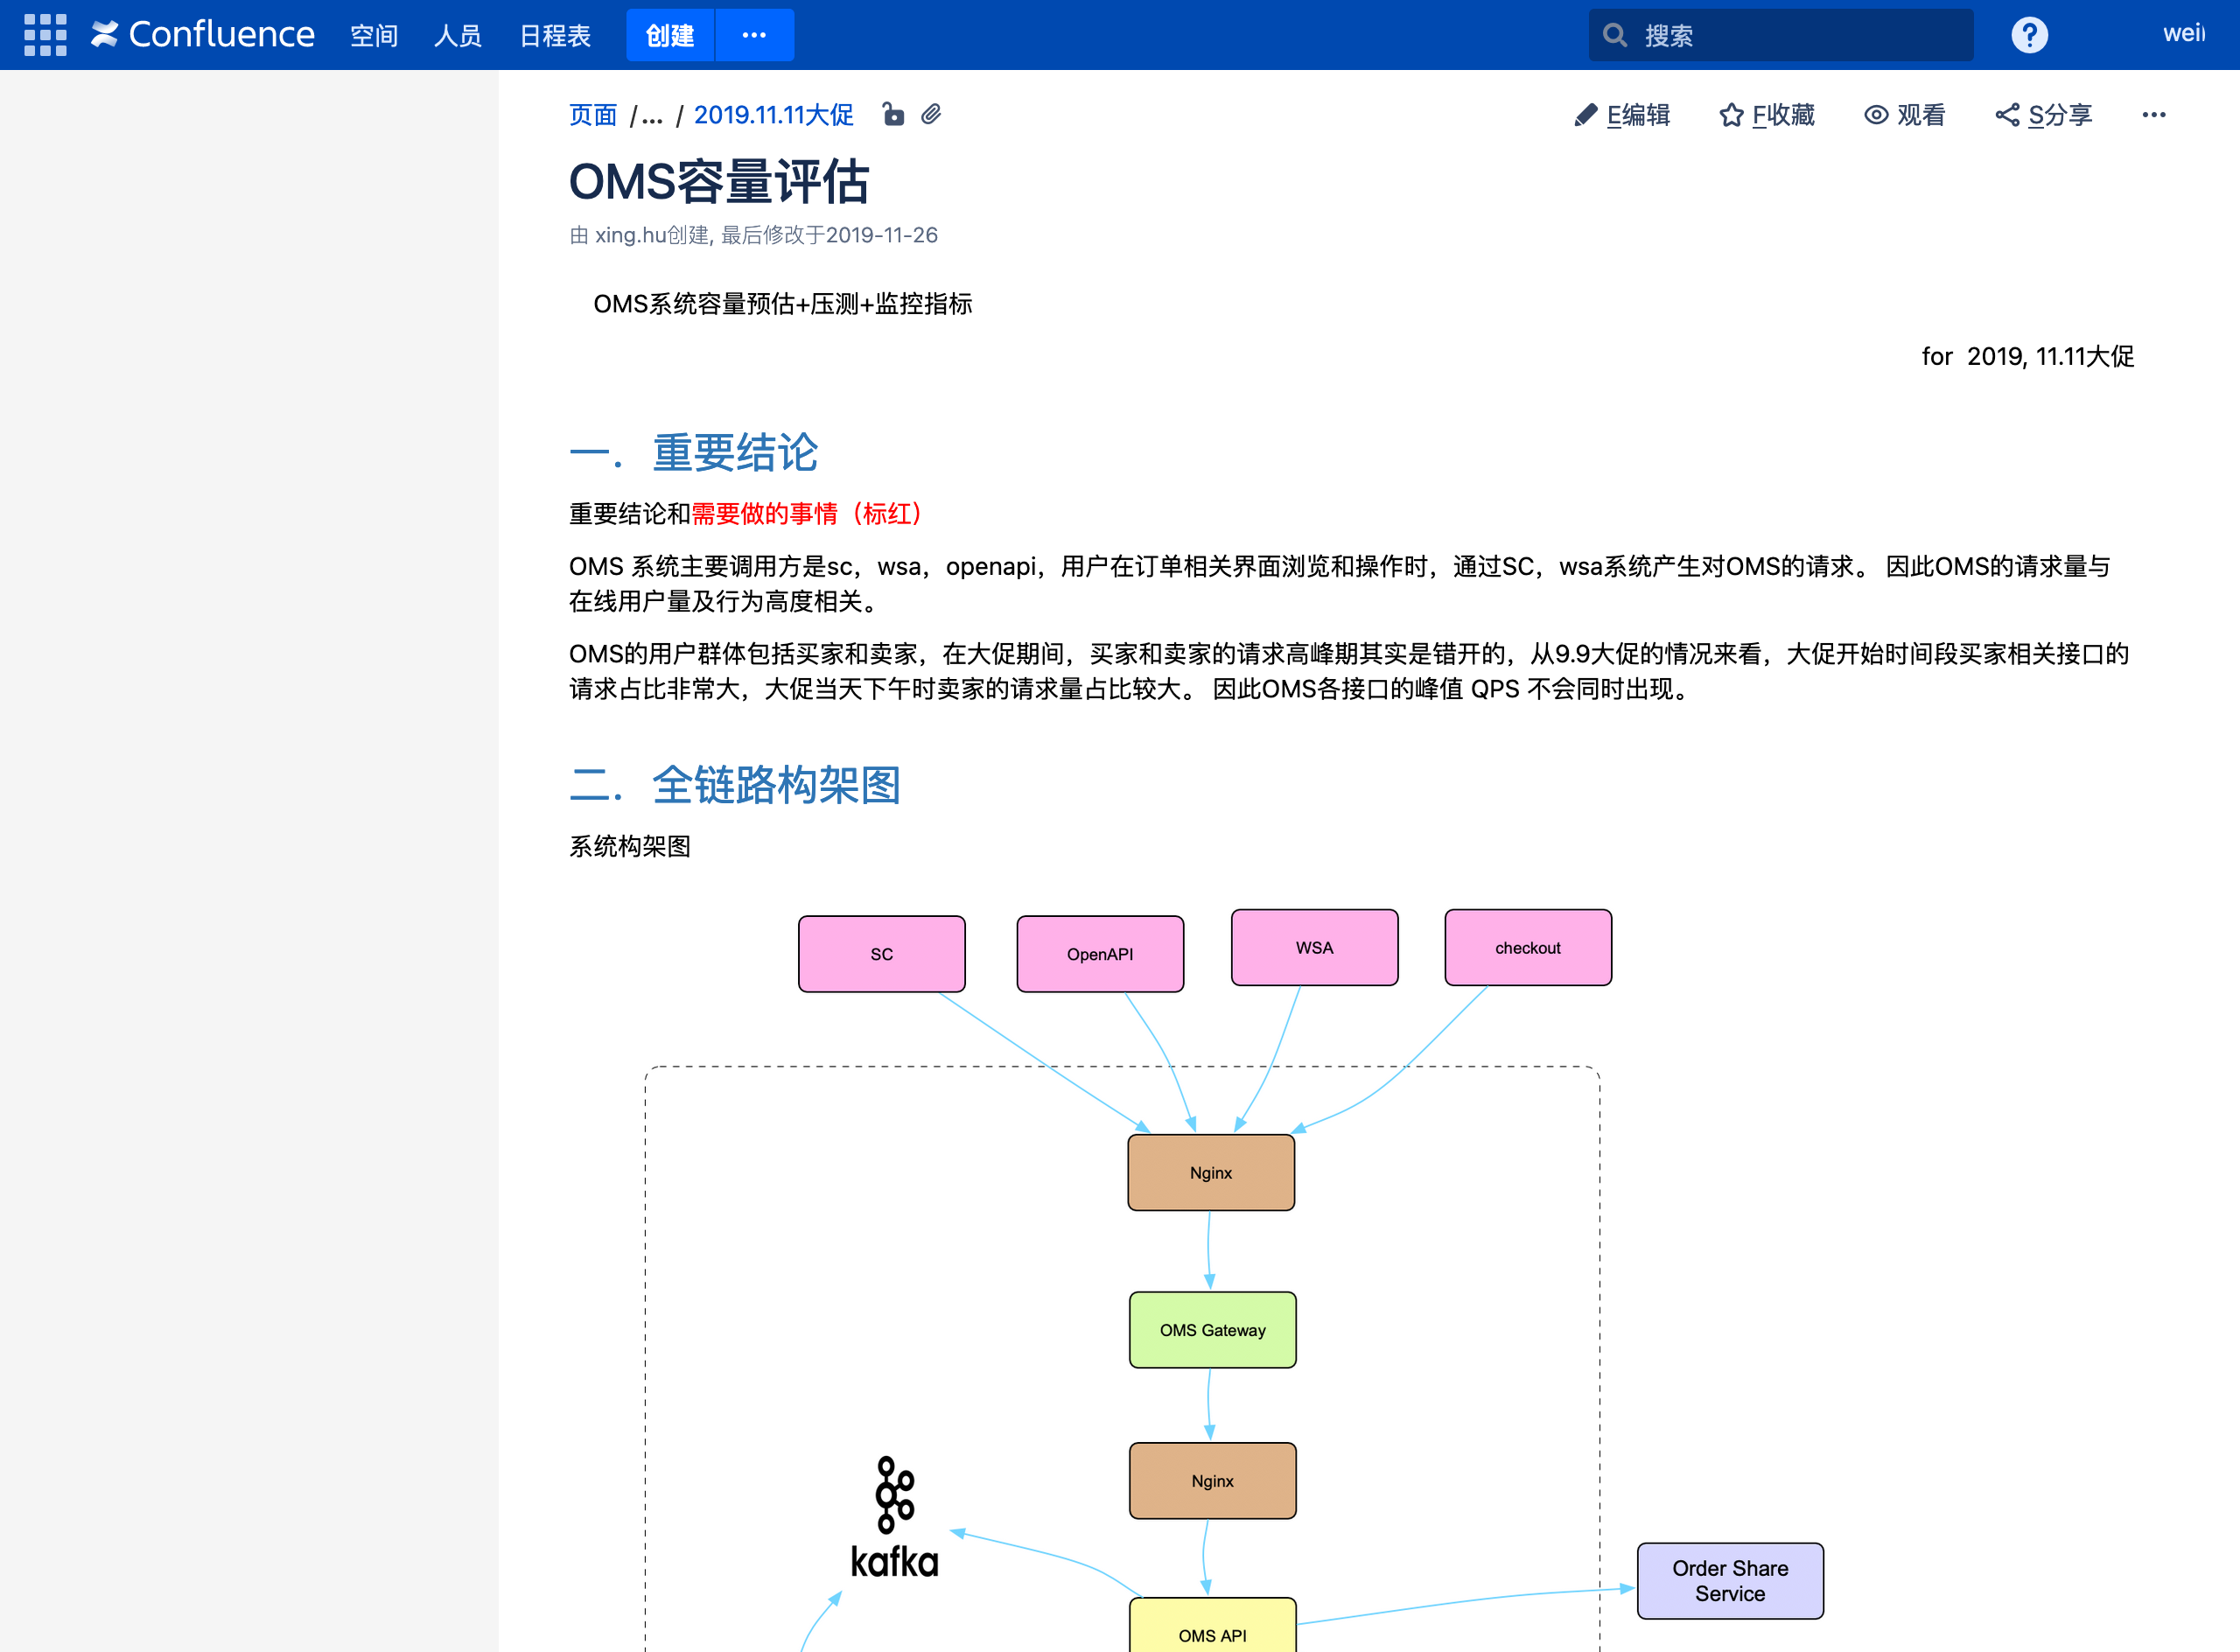 Confluence 空间 人员 日程表 创建 ··· 搜索 wei
页面 /... / 2019.11.11大促 E编辑 F收藏 观看 S分享 ···
OMS容量评估
由 xing.hu创建, 最后修改于2019-11-26
OMS系统容量预估+压测+监控指标
for 2019, 11.11大促
一. 重要结论
重要结论和需要做的事情（标红）
OMS 系统主要调用方是sc，wsa，openapi，用户在订单相关界面浏览和操作时，通过SC，wsa系统产生对OMS的请求。 因此OMS的请求量与
在线用户量及行为高度相关。
OMS的用户群体包括买家和卖家，在大促期间，买家和卖家的请求高峰期其实是错开的，从9.9大促的情况来看，大促开始时间段买家相关接口的
请求占比非常大，大促当天下午时卖家的请求量占比较大。 因此OMS各接口的峰值 QPS 不会同时出现。
二. 全链路构架图
系统构架图
SC OpenAPI WSA checkout
Nginx
OMS Gateway
Nginx
kafka
Order Share
Service
OMS API